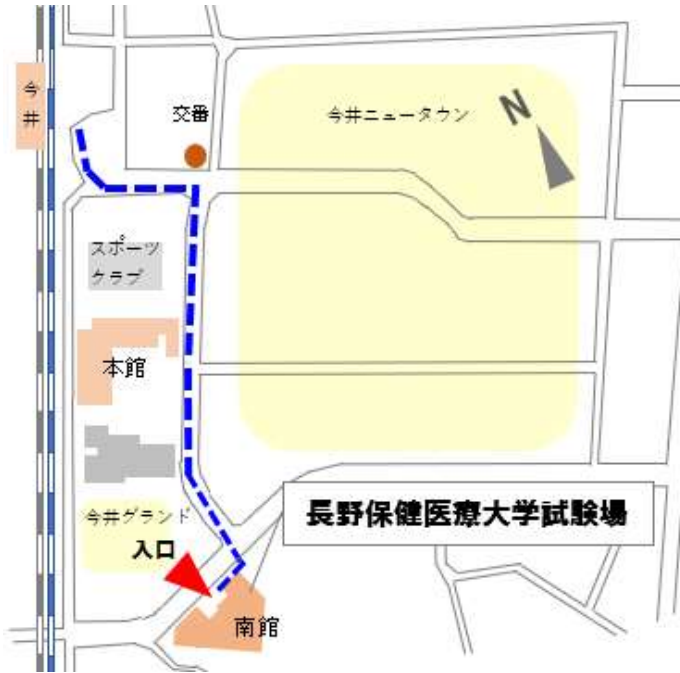 今井
交番
今井ニュータウン
N
スポーツ
クラブ
本館
今井グランド
入口
長野保健医療大学試験場
南館